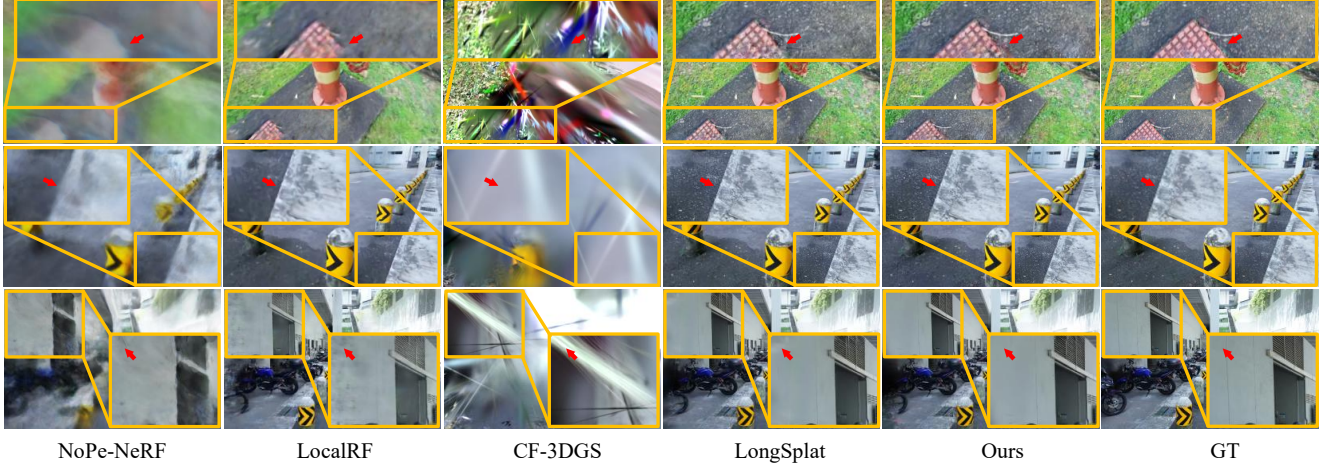 NoPe-NeRF
LocalRF
CF-3DGS
LongSplat
Ours
GT